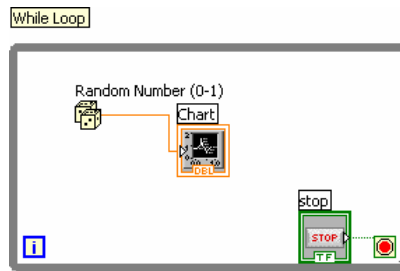 While Loop
Random Number (0-1)
Chart
DBL
stop
STOP
TF
i